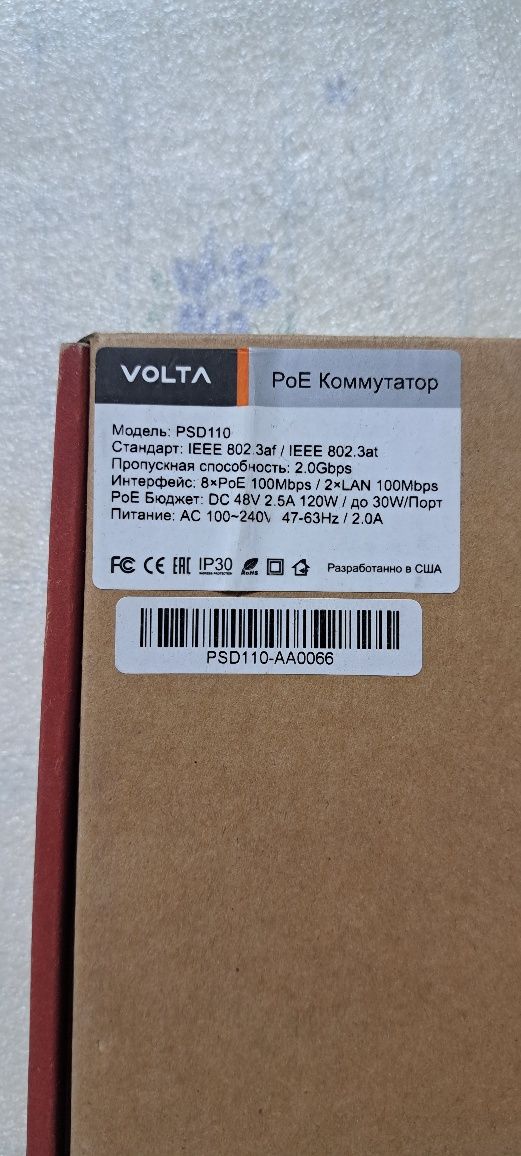 VOLTA
PoE Коммутатор
Модель: PSD110
Стандарт: IEEE 802.3af / IEEE 802.3at
Пропускная способность: 2.0Gbps
Интерфейс: 8×PoE 100Mbps / 2×LAN 100Mbps
PoE Бюджет: DC 48V 2.5A 120W / до 30W/Порт
Питание: AC 100~240V 47-63Hz / 2.0A
FC CE EAC IP30 RoHS Разработанно в США
PSD110-AA0066